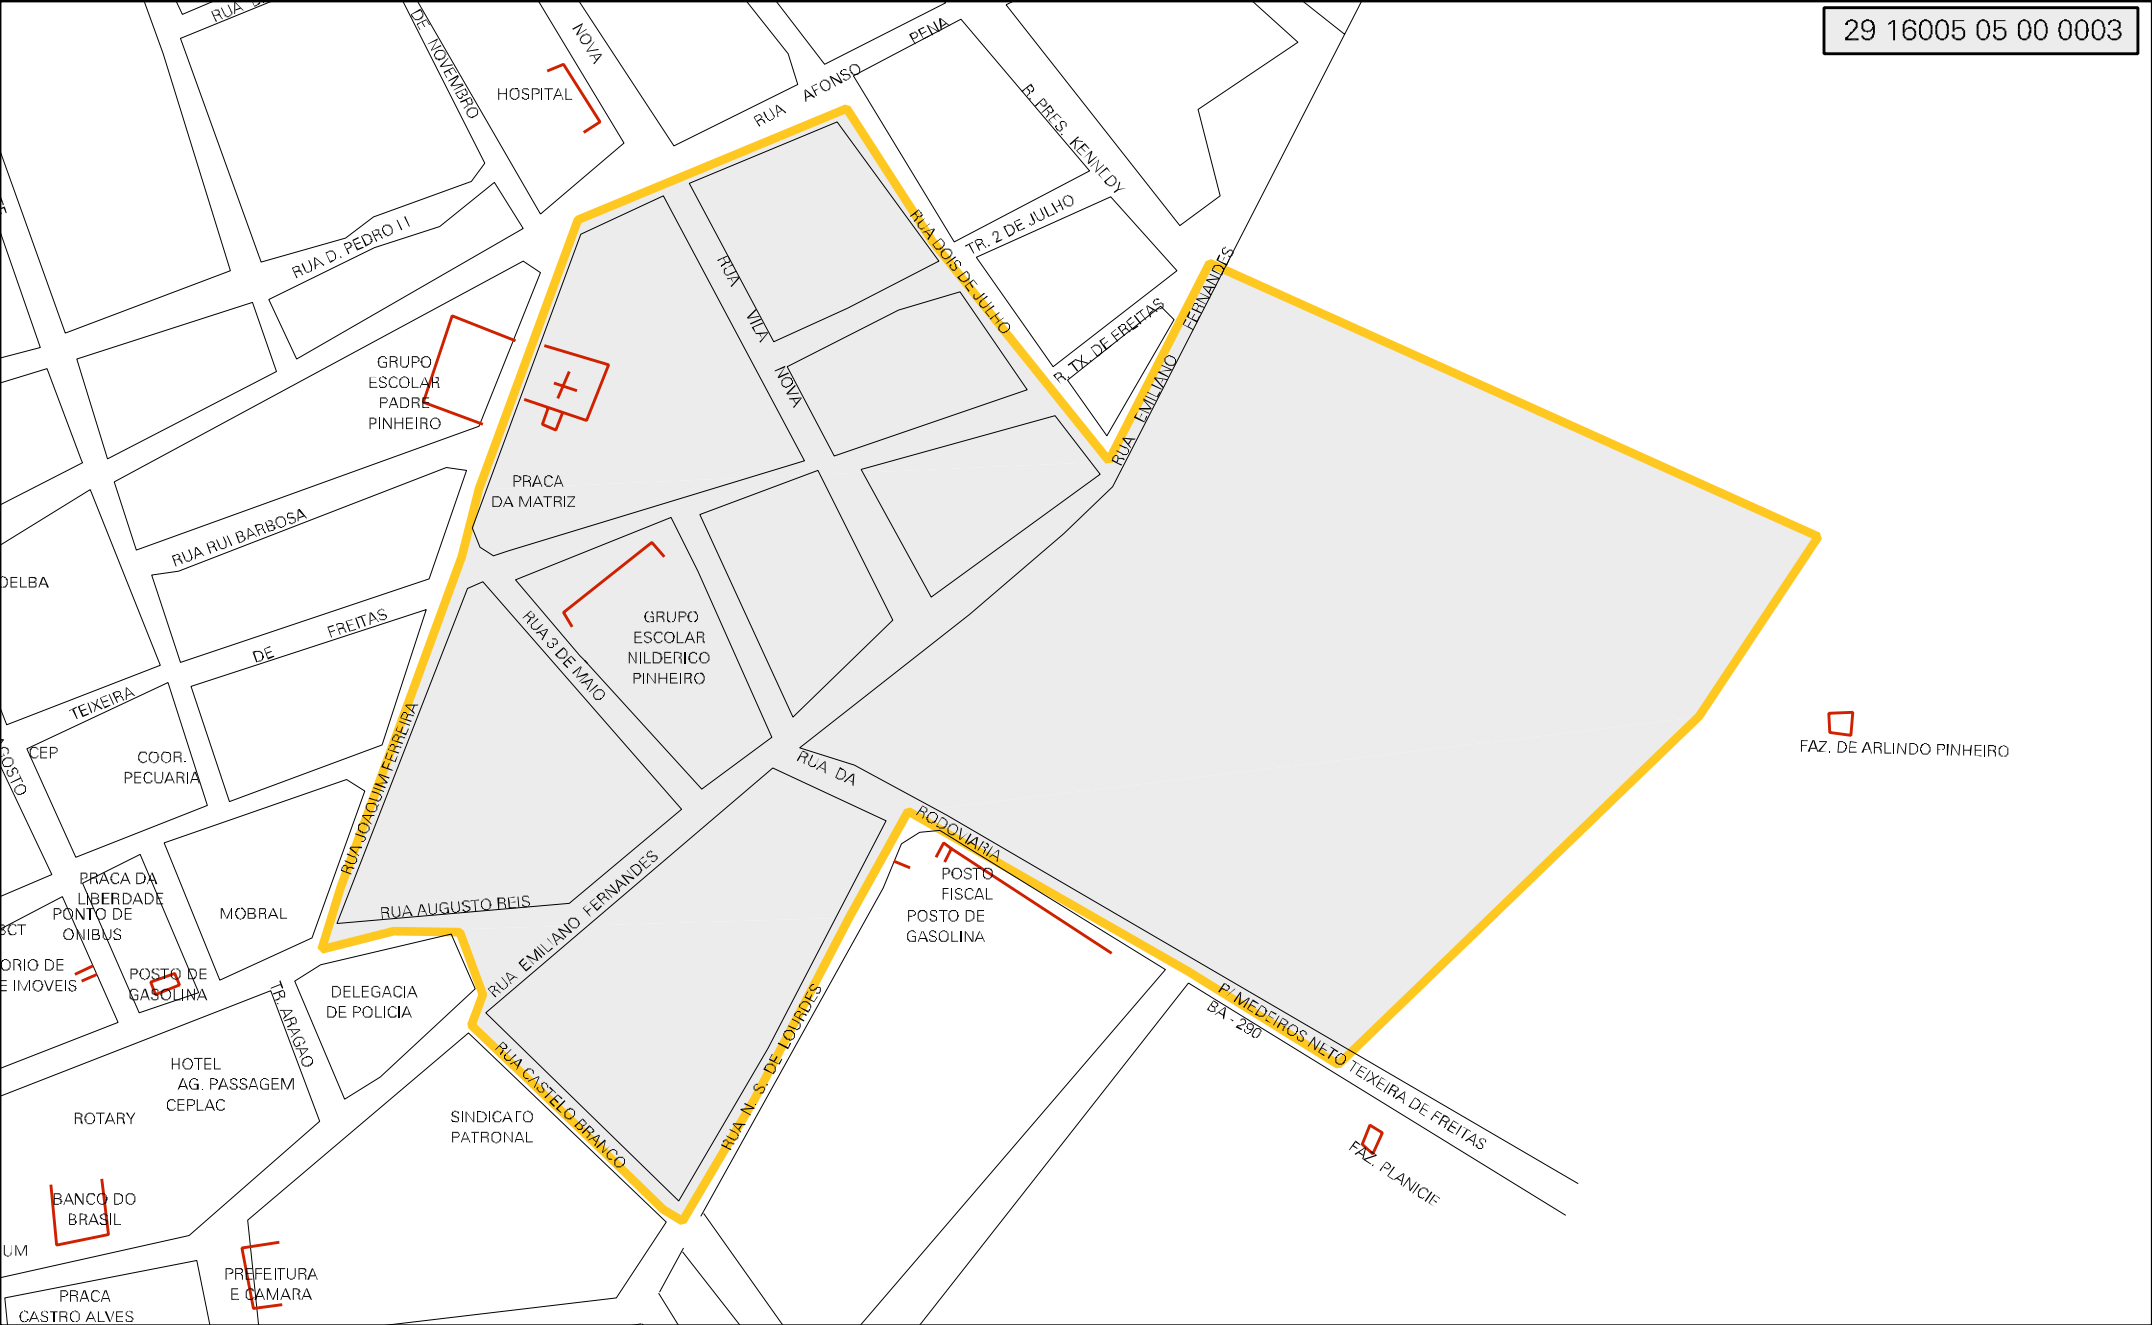 29 16005 05 00 0003
DE NOVEMBRO
NOVA
HOSPITAL
RUA AFONSO PENA
R. PRES. KENNEDY
TR. 2 DE JULHO
RUA DOIS DE JULHO
RUA D. PEDRO II
RUA VILA NOVA
R. TX. DE FREITAS
RUA EMILIANO FERNANDES
GRUPO
ESCOLAR
PADRE
PINHEIRO
PRACA
DA MATRIZ
RUA RUI BARBOSA
TEIXEIRA DE FREITAS
RUA 3 DE MAIO
GRUPO
ESCOLAR
NILDERICO
PINHEIRO
RUA JOAQUIM FERREIRA
CEP
COOR.
PECUARIA
FAZ. DE ARLINDO PINHEIRO
RUA DA RODOVIARIA
POSTO
FISCAL
POSTO DE
GASOLINA
PRACA DA
LIBERDADE
PONTO DE
ONIBUS
MOBRAL
RUA AUGUSTO REIS
RUA EMILIANO FERNANDES
POSTO DE
GASOLINA
TR. ARAGAO
DELEGACIA
DE POLICIA
RUA N. S. DE LOURDES
P/ MEDEIROS NETO TEIXEIRA DE FREITAS
BA - 290
HOTEL
AG. PASSAGEM
CEPLAC
ROTARY
RUA CASTELO BRANCO
SINDICATO
PATRONAL
FAZ. PLANICIE
BANCO DO
BRASIL
PREFEITURA
E CAMARA
PRACA
CASTRO ALVES